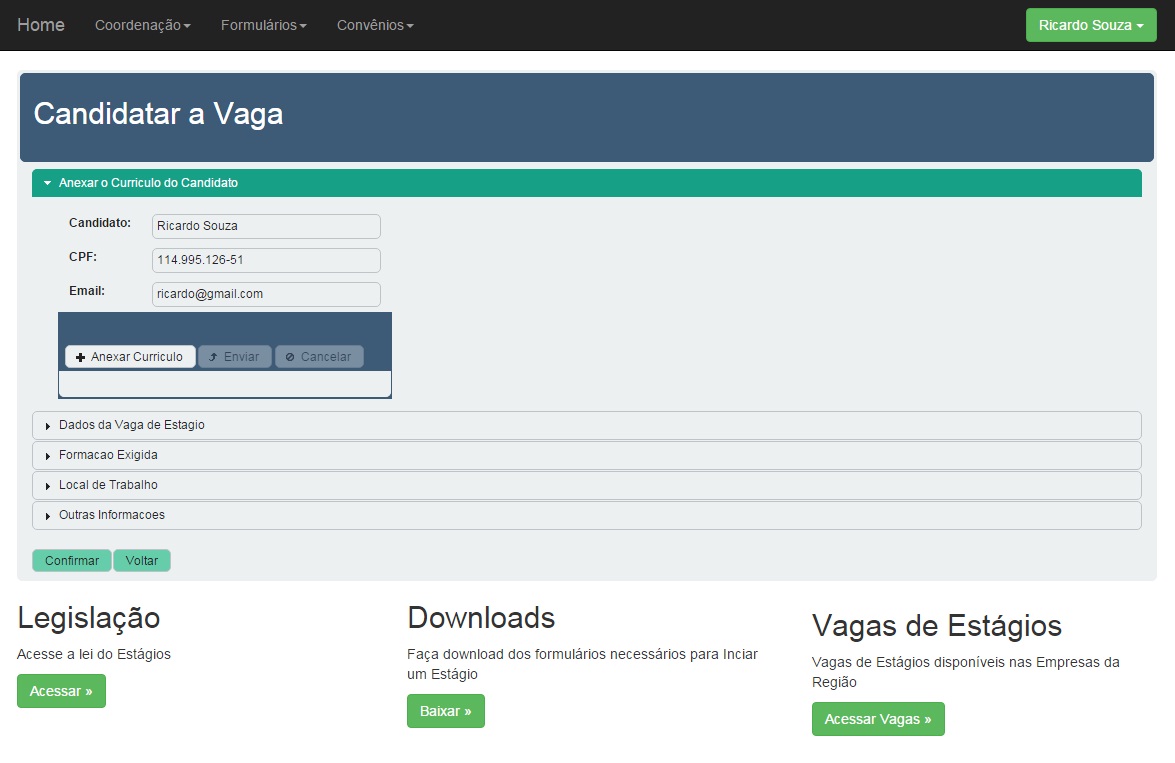 Home Coordenação Formulários Convênios Ricardo Souza
Candidatar a Vaga
Anexar o Curriculo do Candidato
Candidato: Ricardo Souza
CPF: 114.995.126-51
Email: ricardo@gmail.com
Anexar Curriculo Enviar Cancelar
Dados da Vaga de Estagio
Formacao Exigida
Local de Trabalho
Outras Informacoes
Confirmar Voltar
Legislação
Acesse a lei do Estágios
Acessar »
Downloads
Faça download dos formulários necessários para Inciar
um Estágio
Baixar »
Vagas de Estágios
Vagas de Estágios disponíveis nas Empresas da
Região
Acessar Vagas »